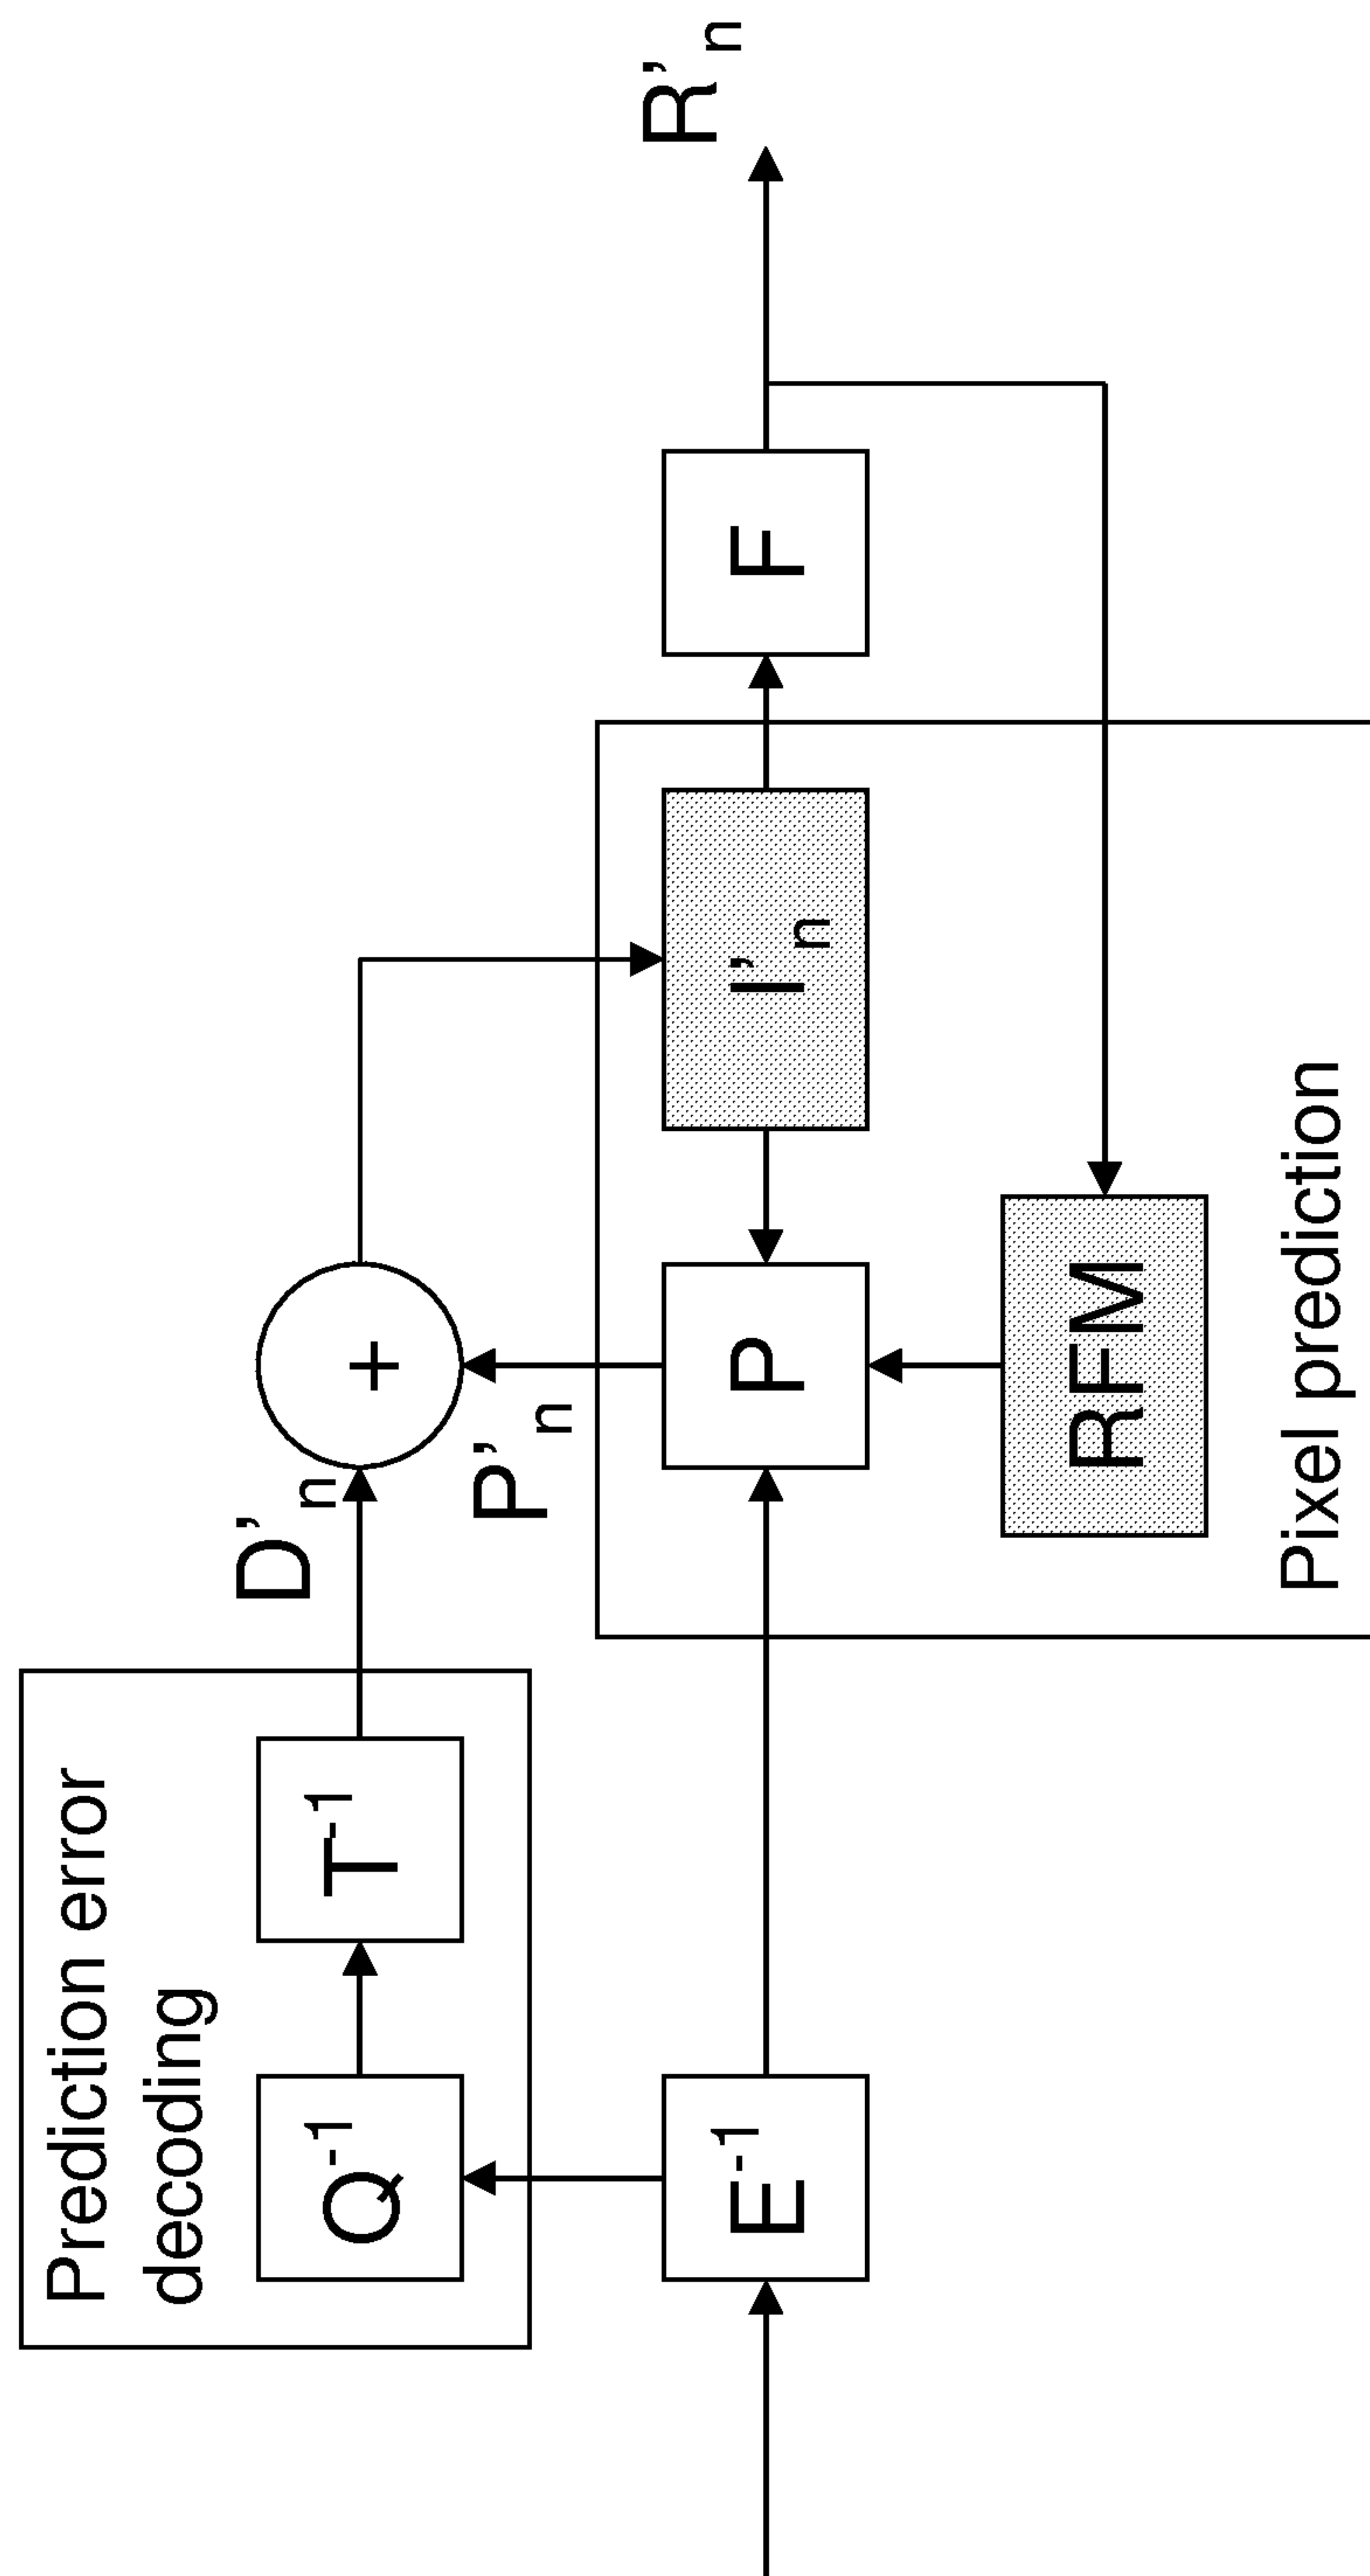 Prediction error
decoding
Q-1
T-1
D'n
+
P'n
E-1
P
I'n
F
R'n
RFM
Pixel prediction